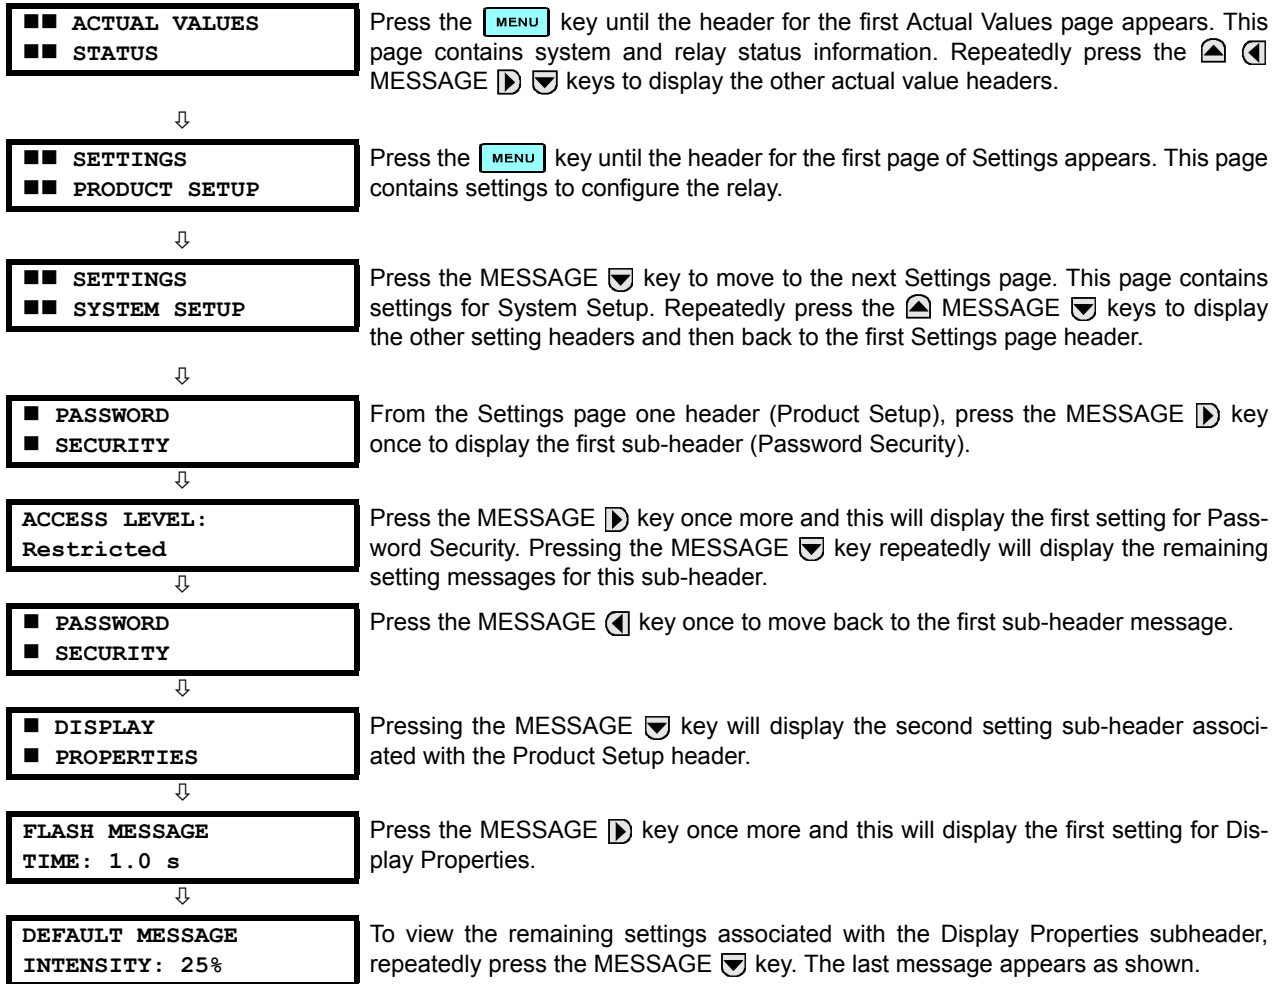 ■■ ACTUAL VALUES
■■ STATUS
Press the MENU key until the header for the first Actual Values page appears. This
page contains system and relay status information. Repeatedly press the
MESSAGE keys to display the other actual value headers.
■■ SETTINGS
■■ PRODUCT SETUP
Press the MENU key until the header for the first page of Settings appears. This page
contains settings to configure the relay.
■■ SETTINGS
■■ SYSTEM SETUP
Press the MESSAGE key to move to the next Settings page. This page contains
settings for System Setup. Repeatedly press the MESSAGE keys to display
the other setting headers and then back to the first Settings page header.
■ PASSWORD
■ SECURITY
From the Settings page one header (Product Setup), press the MESSAGE key
once to display the first sub-header (Password Security).
ACCESS LEVEL:
Restricted
Press the MESSAGE key once more and this will display the first setting for Pass-
word Security. Pressing the MESSAGE key repeatedly will display the remaining
setting messages for this sub-header.
■ PASSWORD
■ SECURITY
Press the MESSAGE key once to move back to the first sub-header message.
■ DISPLAY
■ PROPERTIES
Pressing the MESSAGE key will display the second setting sub-header associ-
ated with the Product Setup header.
FLASH MESSAGE
TIME: 1.0 s
Press the MESSAGE key once more and this will display the first setting for Dis-
play Properties.
DEFAULT MESSAGE
INTENSITY: 25%
To view the remaining settings associated with the Display Properties subheader,
repeatedly press the MESSAGE key. The last message appears as shown.